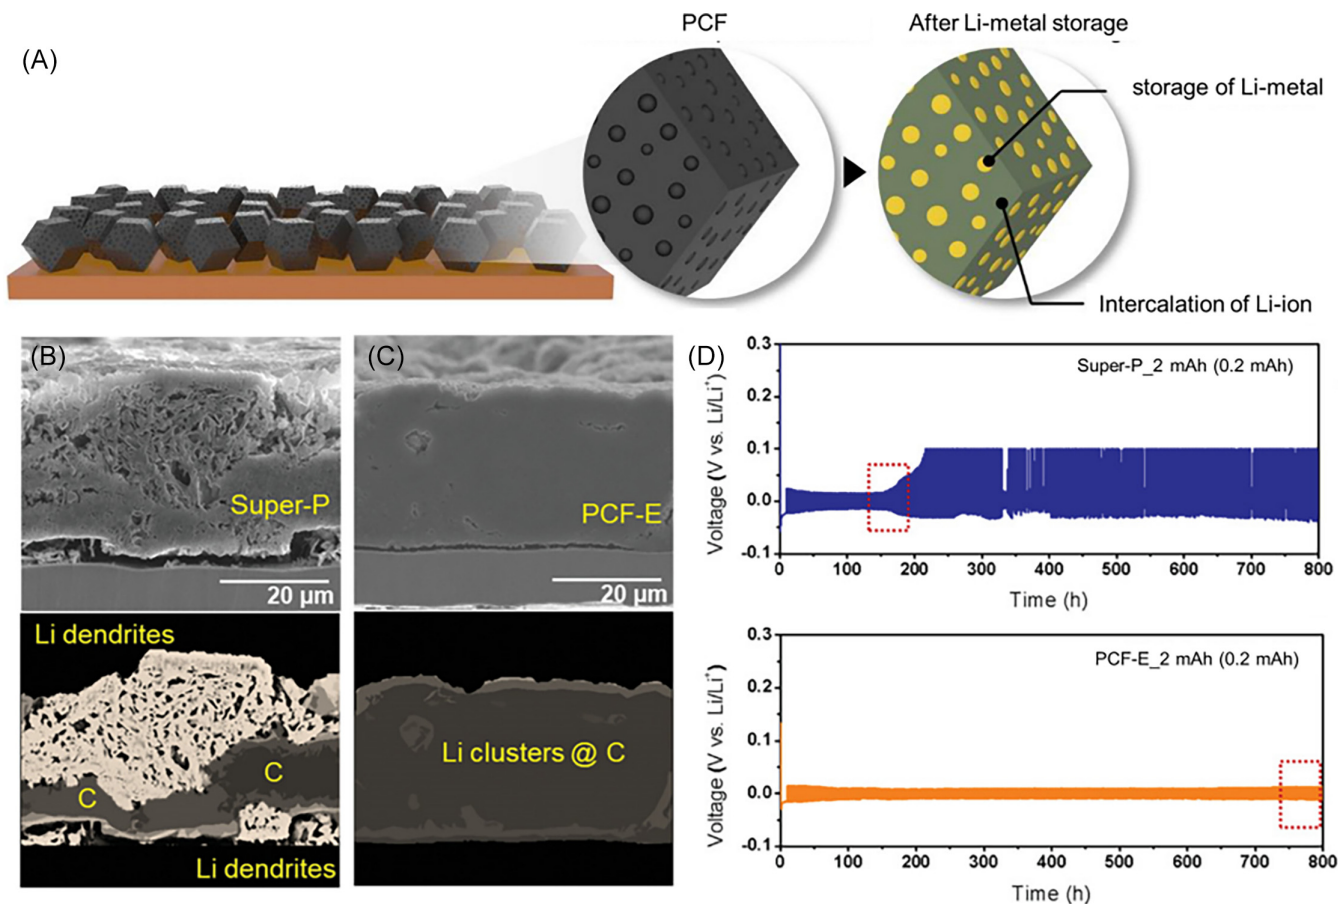 (A)
PCF
After Li-metal storage
storage of Li-metal
Intercalation of Li-ion
(B)
Super-P
20 µm
Li dendrites
C
C
Li dendrites
(C)
PCF-E
20 µm
Li clusters @ C
(D)
Super-P_2 mAh (0.2 mAh)
Voltage (V vs. Li/Li⁺)
0.3
0.2
0.1
0.0
-0.1
0 100 200 300 400 500 600 700 800
Time (h)
PCF-E_2 mAh (0.2 mAh)
Voltage (V vs. Li/Li⁺)
0.3
0.2
0.1
0.0
-0.1
0 100 200 300 400 500 600 700 800
Time (h)